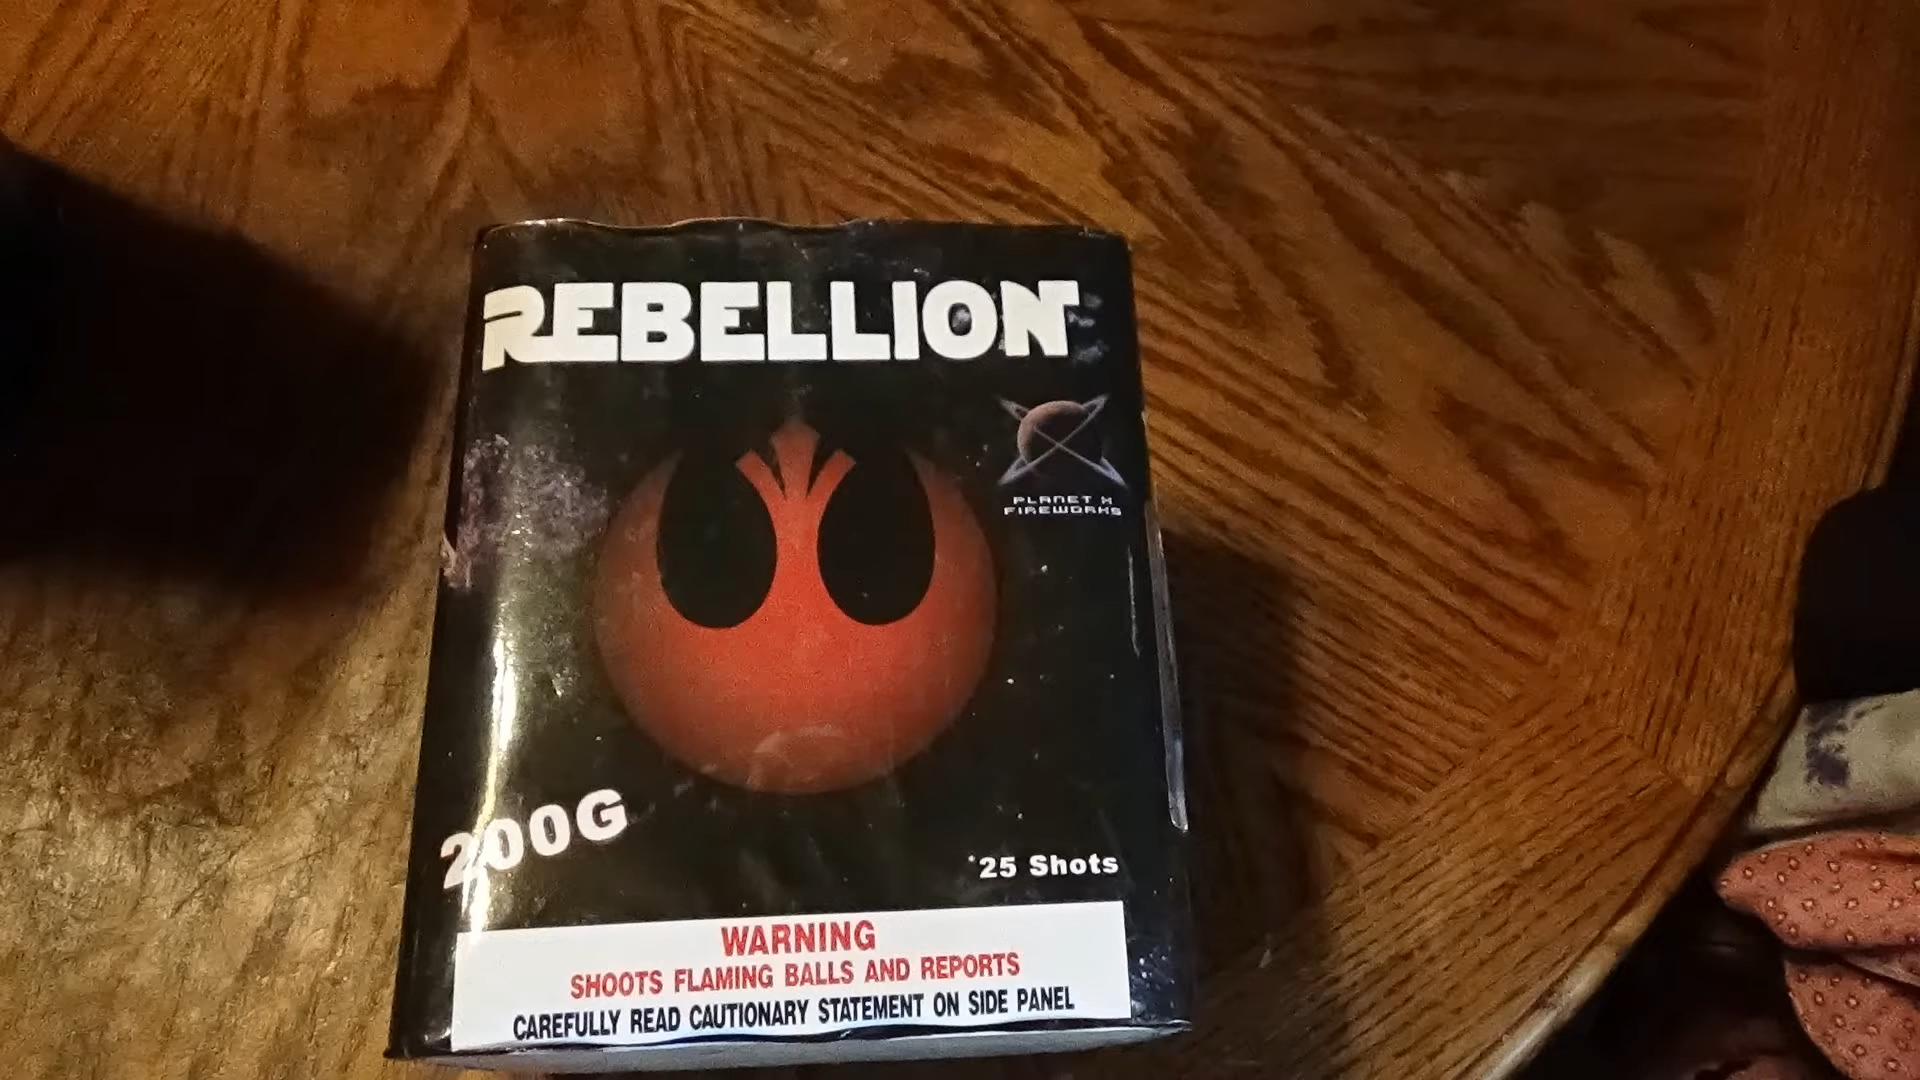 REBELLION
PLANET X
FIREWORKS
200G
*25 Shots
WARNING
SHOOTS FLAMING BALLS AND REPORTS
CAREFULLY READ CAUTIONARY STATEMENT ON SIDE PANEL